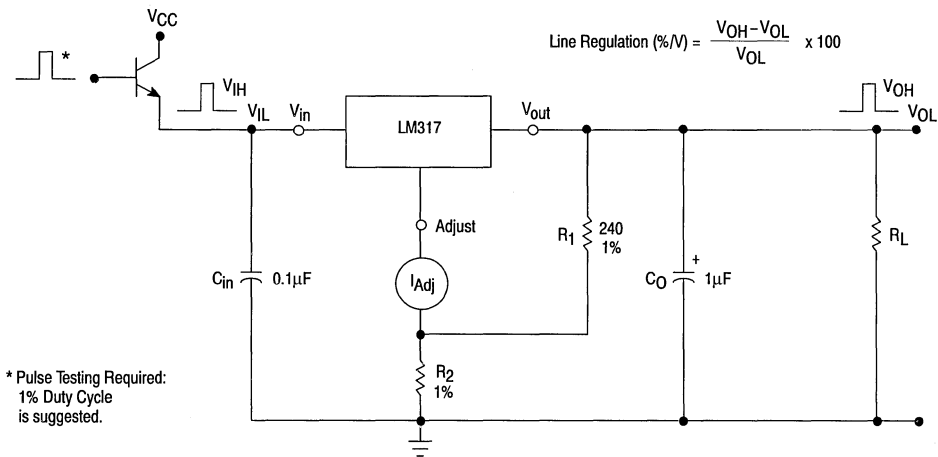 VCC
*
VIH
VIL
Vin
LM317
Vout
Line Regulation (%/V) = VOH–VOL / VOL x 100
VOH
VOL
Adjust
R1
240
1%
RL
Cin
0.1µF
IAdj
CO
+
1µF
R2
1%
* Pulse Testing Required:
1% Duty Cycle
is suggested.